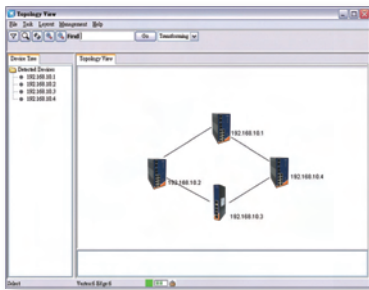 Topology View
File Task Layout Management Help
Find Go Transforming
Device Tree
Topology View
Detected Devices
192.168.10.1
192.168.10.2
192.168.10.3
192.168.10.4
192.168.10.1
192.168.10.2
192.168.10.4
192.168.10.3
Select